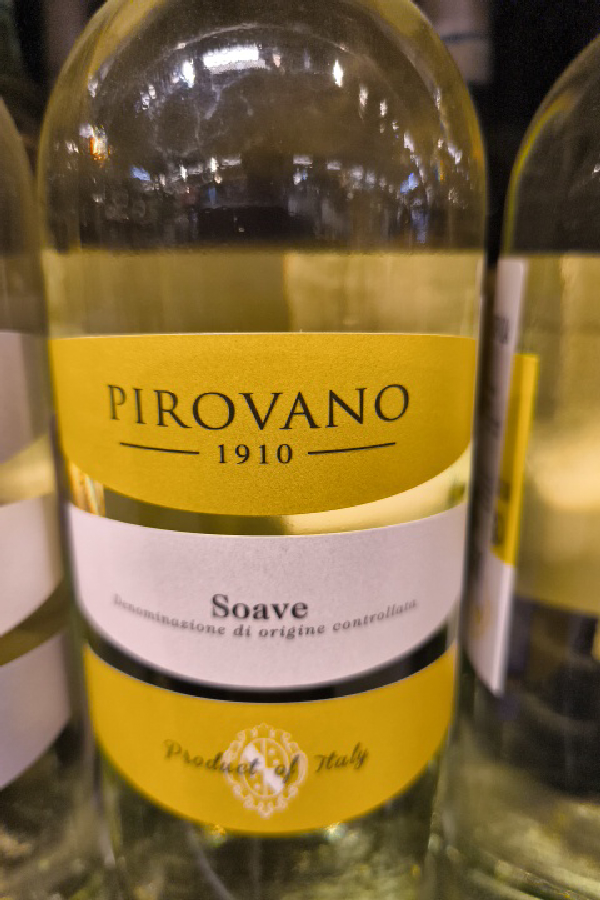 PIROVANO
1910
Soave
Denominazione di origine controllata
Product of Italy